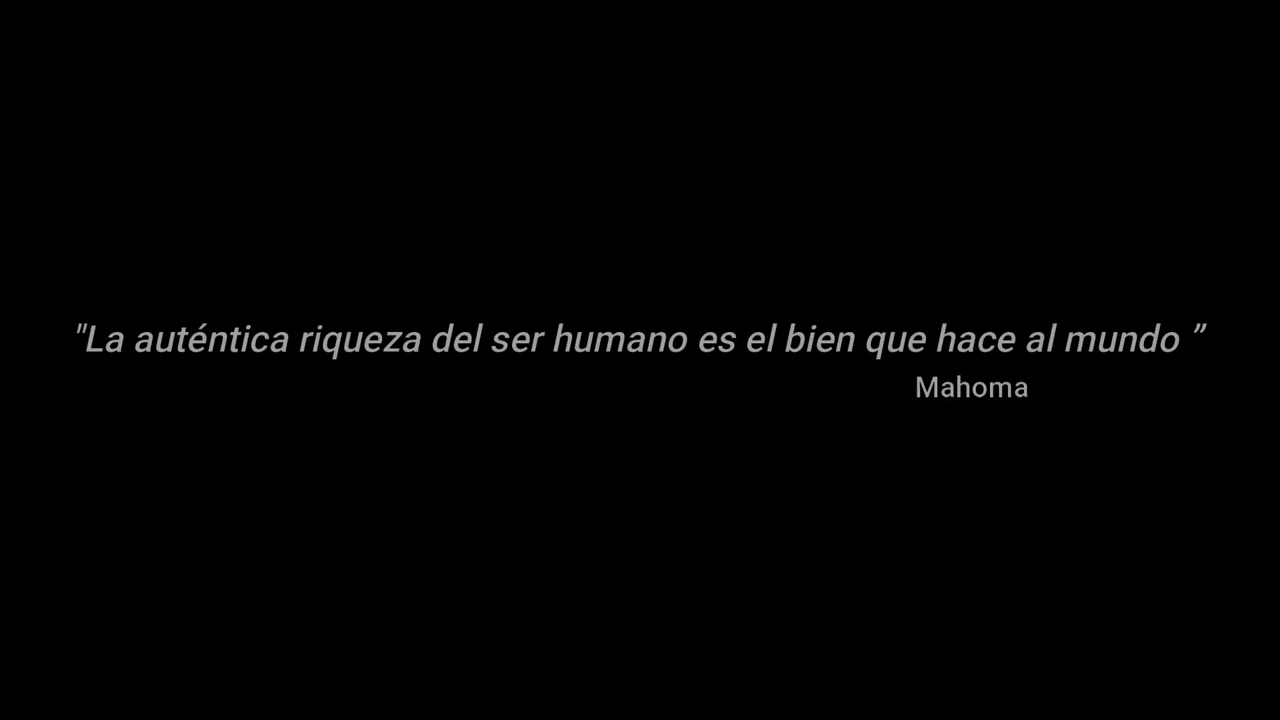 "La auténtica riqueza del ser humano es el bien que hace al mundo ”
Mahoma